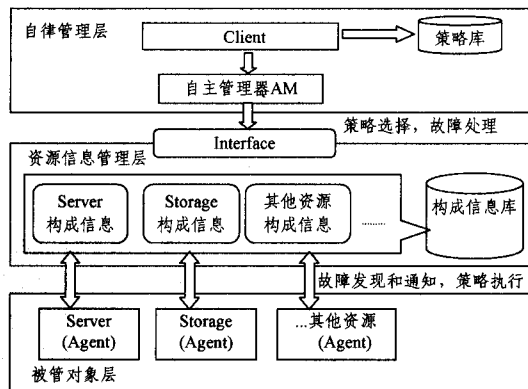 自律管理层
Client
策略库
自主管理器AM
策略选择，故障处理
Interface
资源信息管理层
Server
构成信息
Storage
构成信息
其他资源
构成信息
........
构成信息库
故障发现和通知，策略执行
Server
(Agent)
Storage
(Agent)
...其他资源
(Agent)
被管对象层